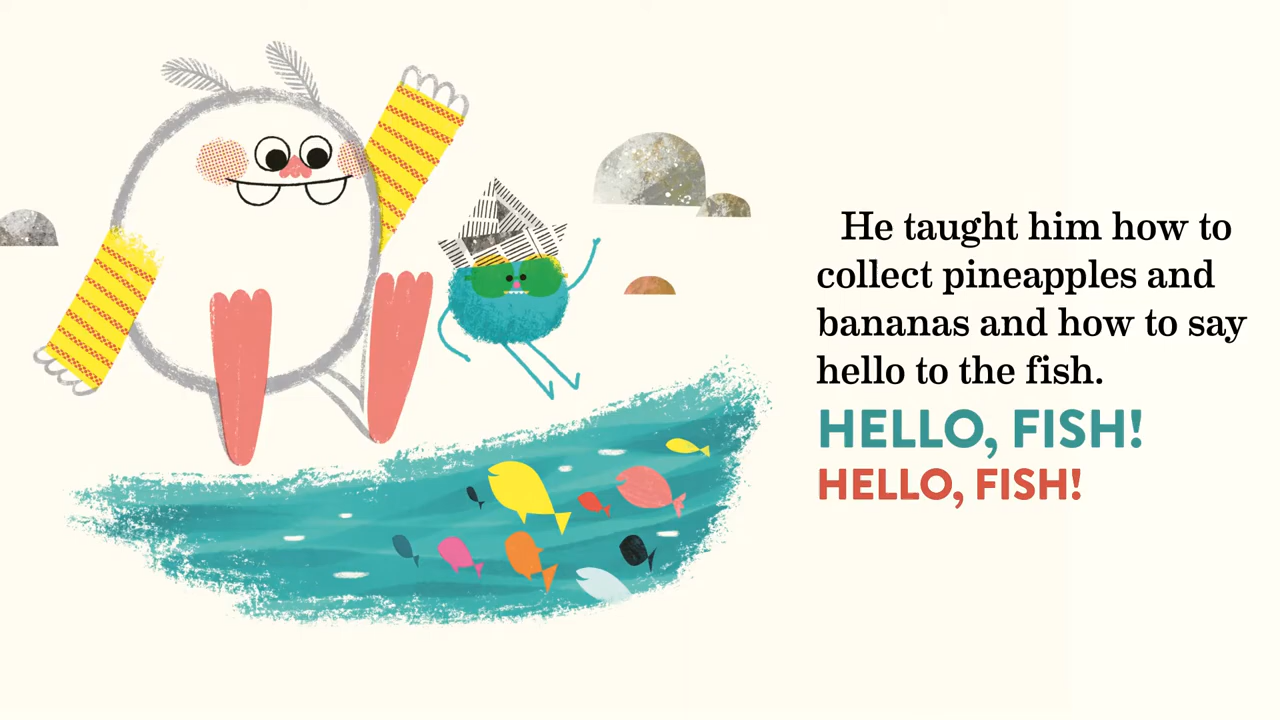 He taught him how to
collect pineapples and
bananas and how to say
hello to the fish.
HELLO, FISH!
HELLO, FISH!